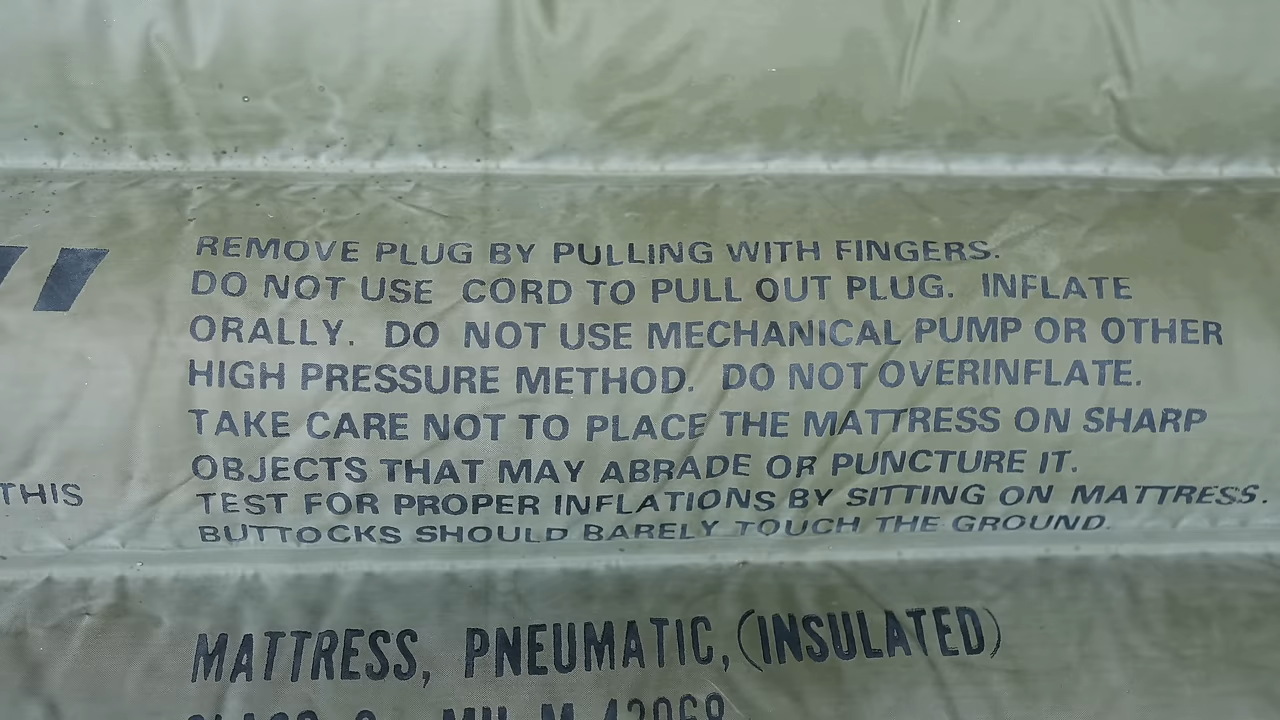 REMOVE PLUG BY PULLING WITH FINGERS.
DO NOT USE CORD TO PULL OUT PLUG. INFLATE
ORALLY. DO NOT USE MECHANICAL PUMP OR OTHER
HIGH PRESSURE METHOD. DO NOT OVERINFLATE.
TAKE CARE NOT TO PLACE THE MATTRESS ON SHARP
OBJECTS THAT MAY ABRADE OR PUNCTURE IT.
THIS
TEST FOR PROPER INFLATIONS BY SITTING ON MATTRESS.
BUTTOCKS SHOULD BARELY TOUCH THE GROUND.
MATTRESS, PNEUMATIC, (INSULATED)